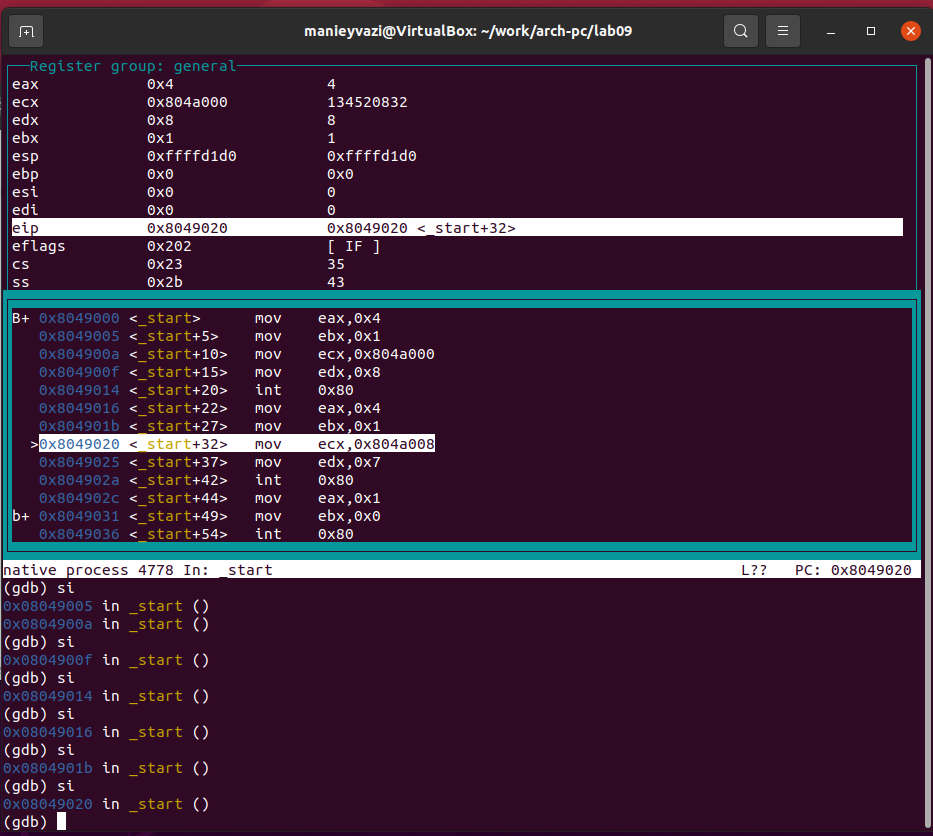 manieyvazi@VirtualBox: ~/work/arch-pc/lab09
Register group: general
eax 0x4 4
ecx 0x804a000 134520832
edx 0x8 8
ebx 0x1 1
esp 0xffffd1d0 0xffffd1d0
ebp 0x0 0x0
esi 0x0 0
edi 0x0 0
eip 0x8049020 0x8049020 <_start+32>
eflags 0x202 [ IF ]
cs 0x23 35
ss 0x2b 43
B+ 0x8049000 <_start> mov eax,0x4
0x8049005 <_start+5> mov ebx,0x1
0x804900a <_start+10> mov ecx,0x804a000
0x804900f <_start+15> mov edx,0x8
0x8049014 <_start+20> int 0x80
0x8049016 <_start+22> mov eax,0x4
0x804901b <_start+27> mov ebx,0x1
>0x8049020 <_start+32> mov ecx,0x804a008
0x8049025 <_start+37> mov edx,0x7
0x804902a <_start+42> int 0x80
0x804902c <_start+44> mov eax,0x1
b+ 0x8049031 <_start+49> mov ebx,0x0
0x8049036 <_start+54> int 0x80
native process 4778 In: _start L?? PC: 0x8049020
(gdb) si
0x08049005 in _start ()
0x0804900a in _start ()
(gdb) si
0x0804900f in _start ()
(gdb) si
0x08049014 in _start ()
(gdb) si
0x08049016 in _start ()
(gdb) si
0x0804901b in _start ()
(gdb) si
0x08049020 in _start ()
(gdb)